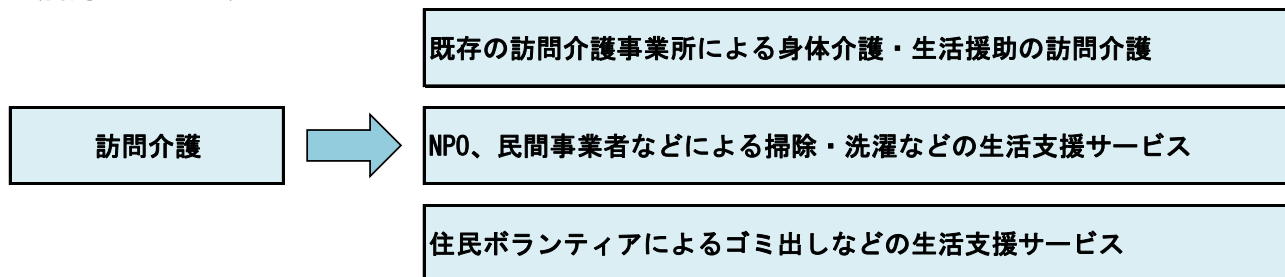 既存の訪問介護事業所による身体介護・生活援助の訪問介護
訪問介護
NPO、民間事業者などによる掃除・洗濯などの生活支援サービス
住民ボランティアによるゴミ出しなどの生活支援サービス